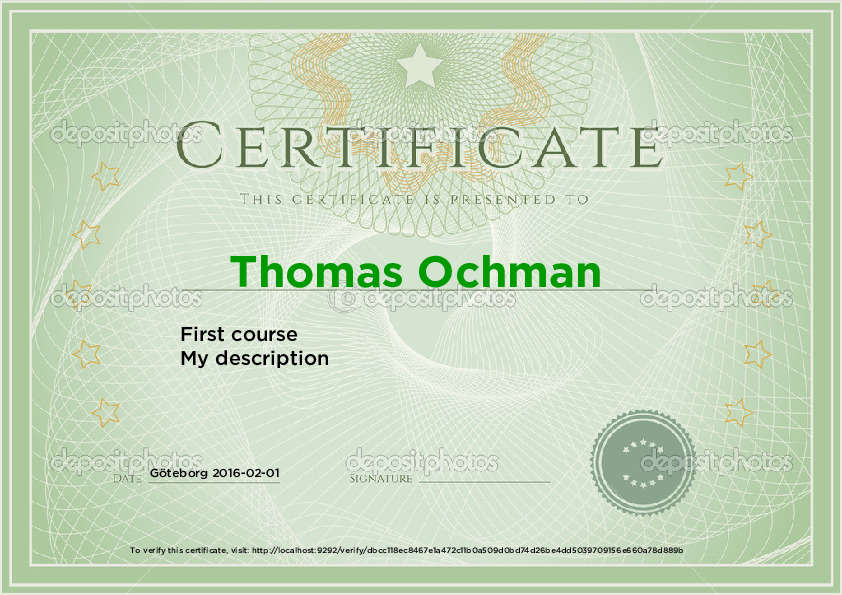 depositphotos depositphotos depositphotos
CERTIFICATE
THIS CERTIFICATE IS PRESENTED TO
Thomas Ochman
depositphotos © depositphotos depositphotos
First course
My description
depositphotos depositphotos depositphotos
DATE Göteborg 2016-02-01 SIGNATURE
To verify this certificate, visit: http://localhost:9292/verify/dbcc118ec8467e1a472c11b0a509d0bd74d26be4dd5039709156e660a78d889b